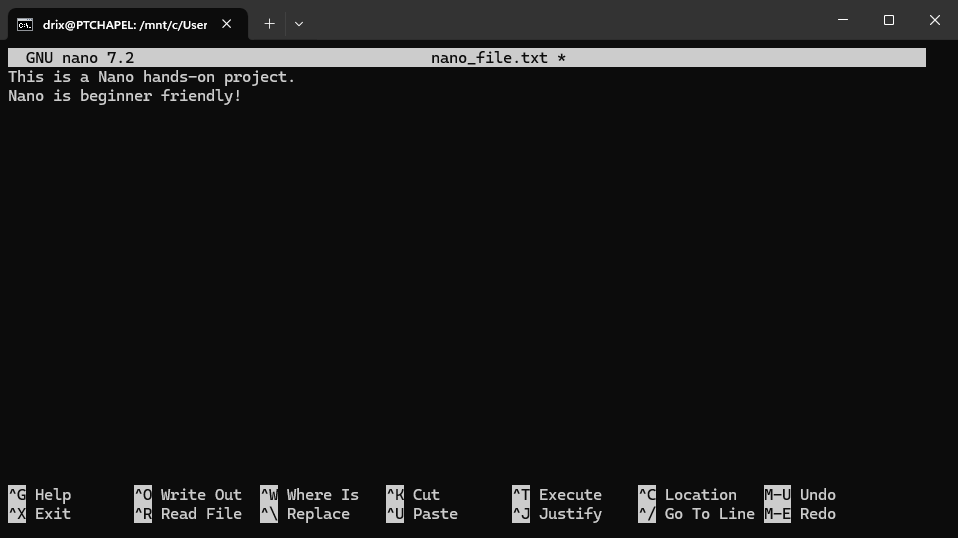 drix@PTCHAPEL: /mnt/c/User
GNU nano 7.2 nano_file.txt *
This is a Nano hands-on project.
Nano is beginner friendly!
^G Help ^O Write Out ^W Where Is ^K Cut ^T Execute ^C Location M-U Undo
^X Exit ^R Read File ^\ Replace ^U Paste ^J Justify ^/ Go To Line M-E Redo